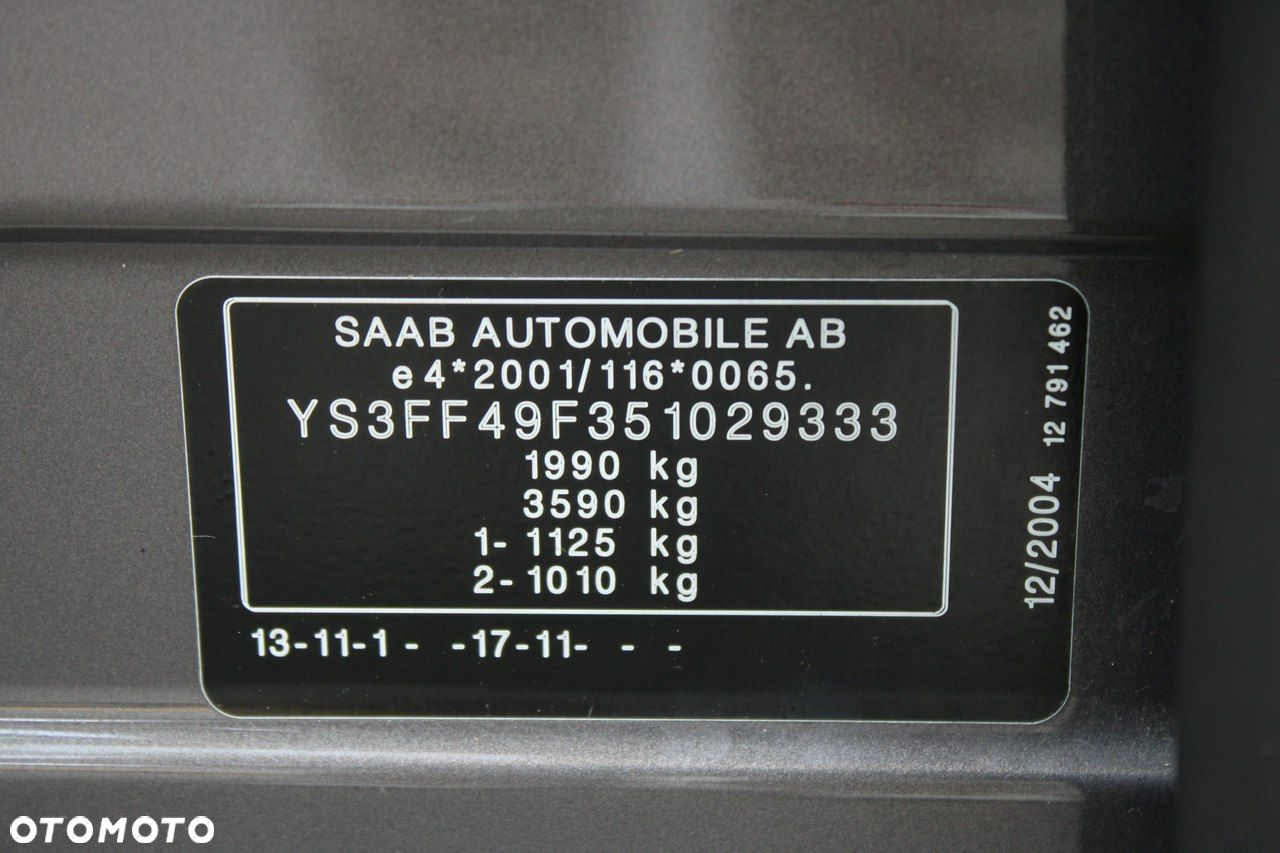 SAAB AUTOMOBILE AB
e4*2001/116*0065.
YS3FF49F351029333
1990 kg
3590 kg
1- 1125 kg
2- 1010 kg
13-11-1 - -17-11- - -
12/2004 12 791 462
OTOMOTO